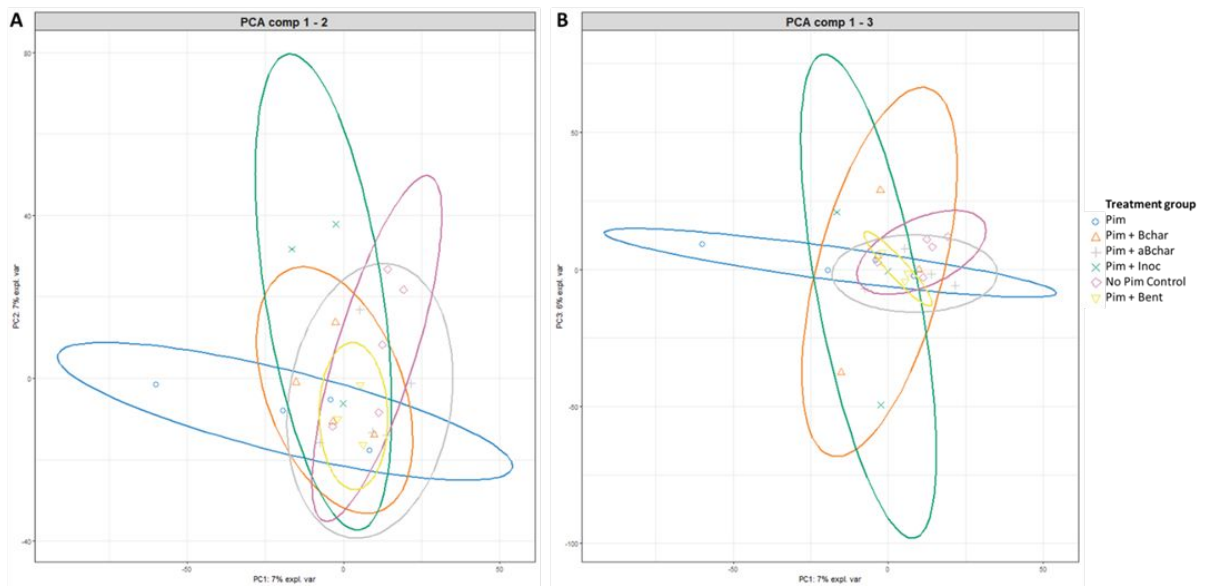 A
PCA comp 1 - 2
80
40
0
-40
PC2: 7% expl. var
-50
0
50
PC1: 7% expl. var
B
PCA comp 1 - 3
50
0
-50
-100
PC3: 6% expl. var
-50
0
50
PC1: 7% expl. var
Treatment group
Pim
Pim + Bchar
Pim + aBchar
Pim + Inoc
No Pim Control
Pim + Bent